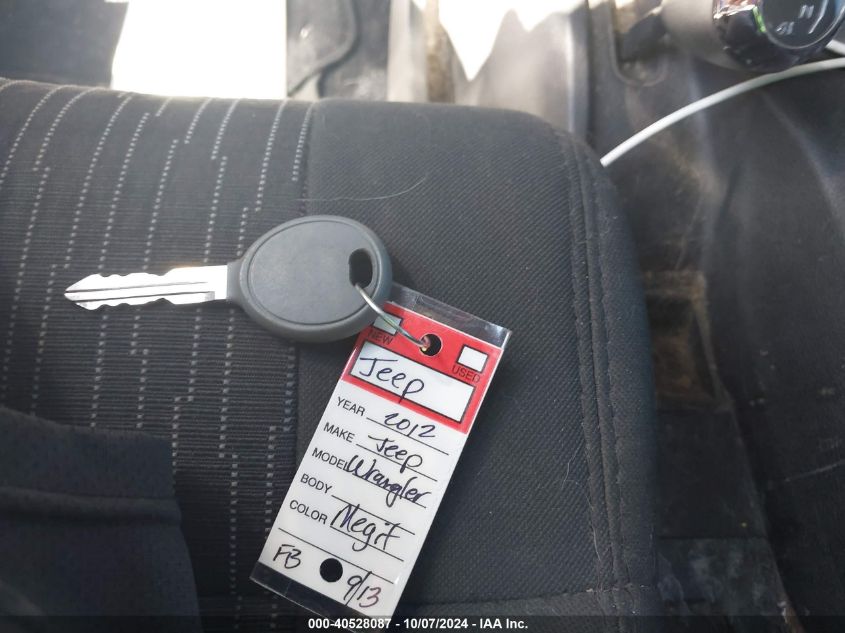 NEW
USED
Jeep
YEAR 2012
MAKE Jeep
MODEL Wrangler
BODY
COLOR Megit
FB 9/13
000-40528087 - 10/07/2024 - IAA Inc.